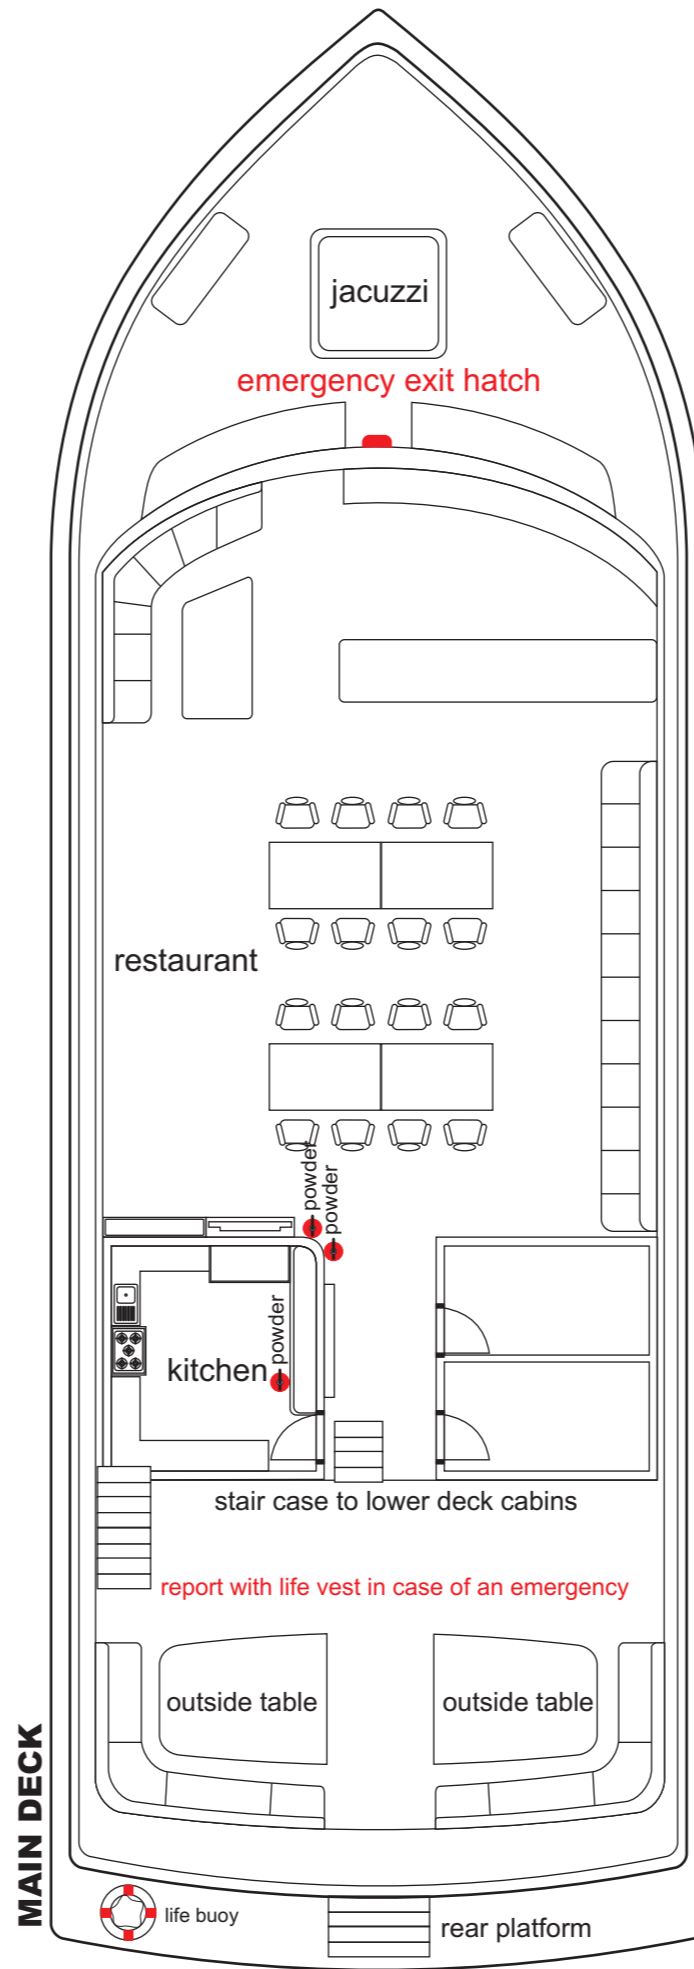 jacuzzi
emergency exit hatch
restaurant
powder
powder
powder
kitchen
stair case to lower deck cabins
report with life vest in case of an emergency
outside table
outside table
MAIN DECK
life buoy
rear platform